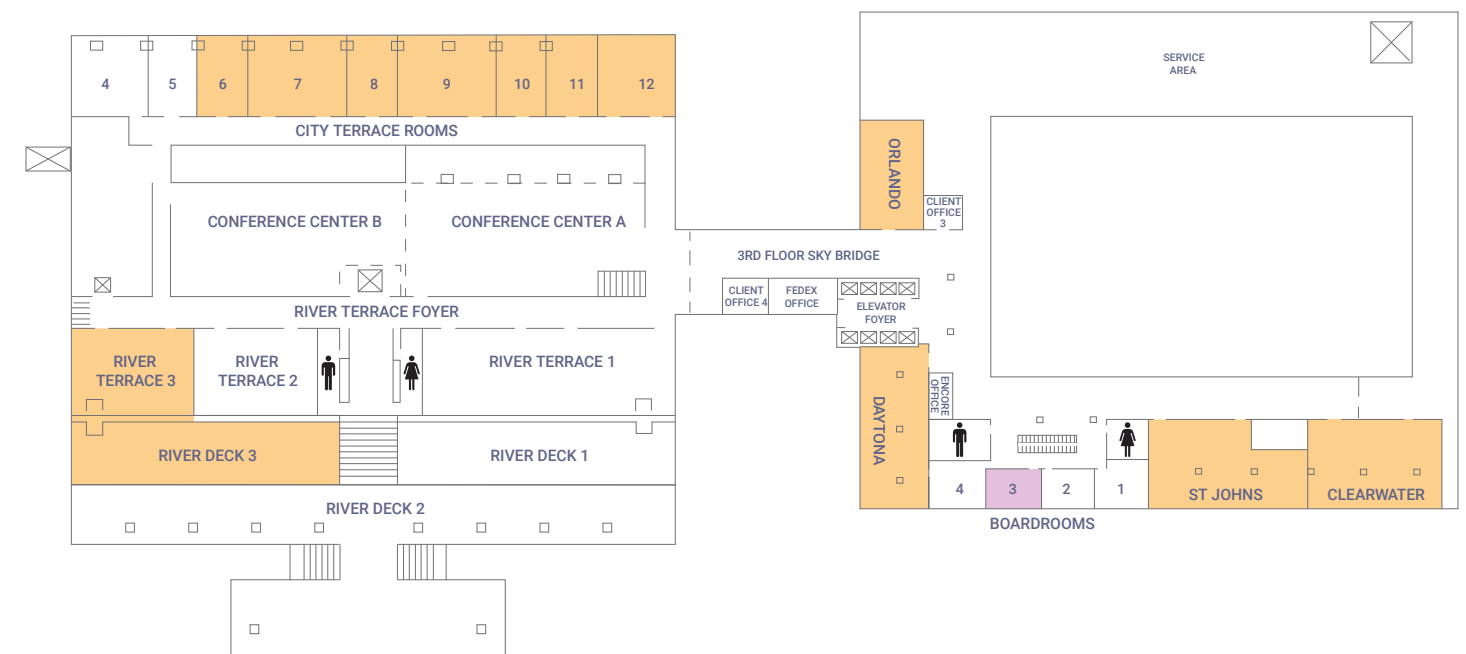 4 5 6 7 8 9 10 11 12
CITY TERRACE ROOMS
CONFERENCE CENTER B
CONFERENCE CENTER A
RIVER TERRACE FOYER
RIVER
TERRACE 3
RIVER
TERRACE 2
RIVER TERRACE 1
RIVER DECK 3
RIVER DECK 1
RIVER DECK 2
3RD FLOOR SKY BRIDGE
CLIENT
OFFICE 4
FEDEX
OFFICE
ELEVATOR
FOYER
SERVICE
AREA
ORLANDO
CLIENT
OFFICE
3
DAYTONA
ENCORE
OFFICE
4 3 2 1
BOARDROOMS
ST JOHNS
CLEARWATER